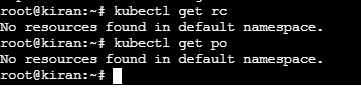 root@kiran:~# kubectl get rc
No resources found in default namespace.
root@kiran:~# kubectl get po
No resources found in default namespace.
root@kiran:~#